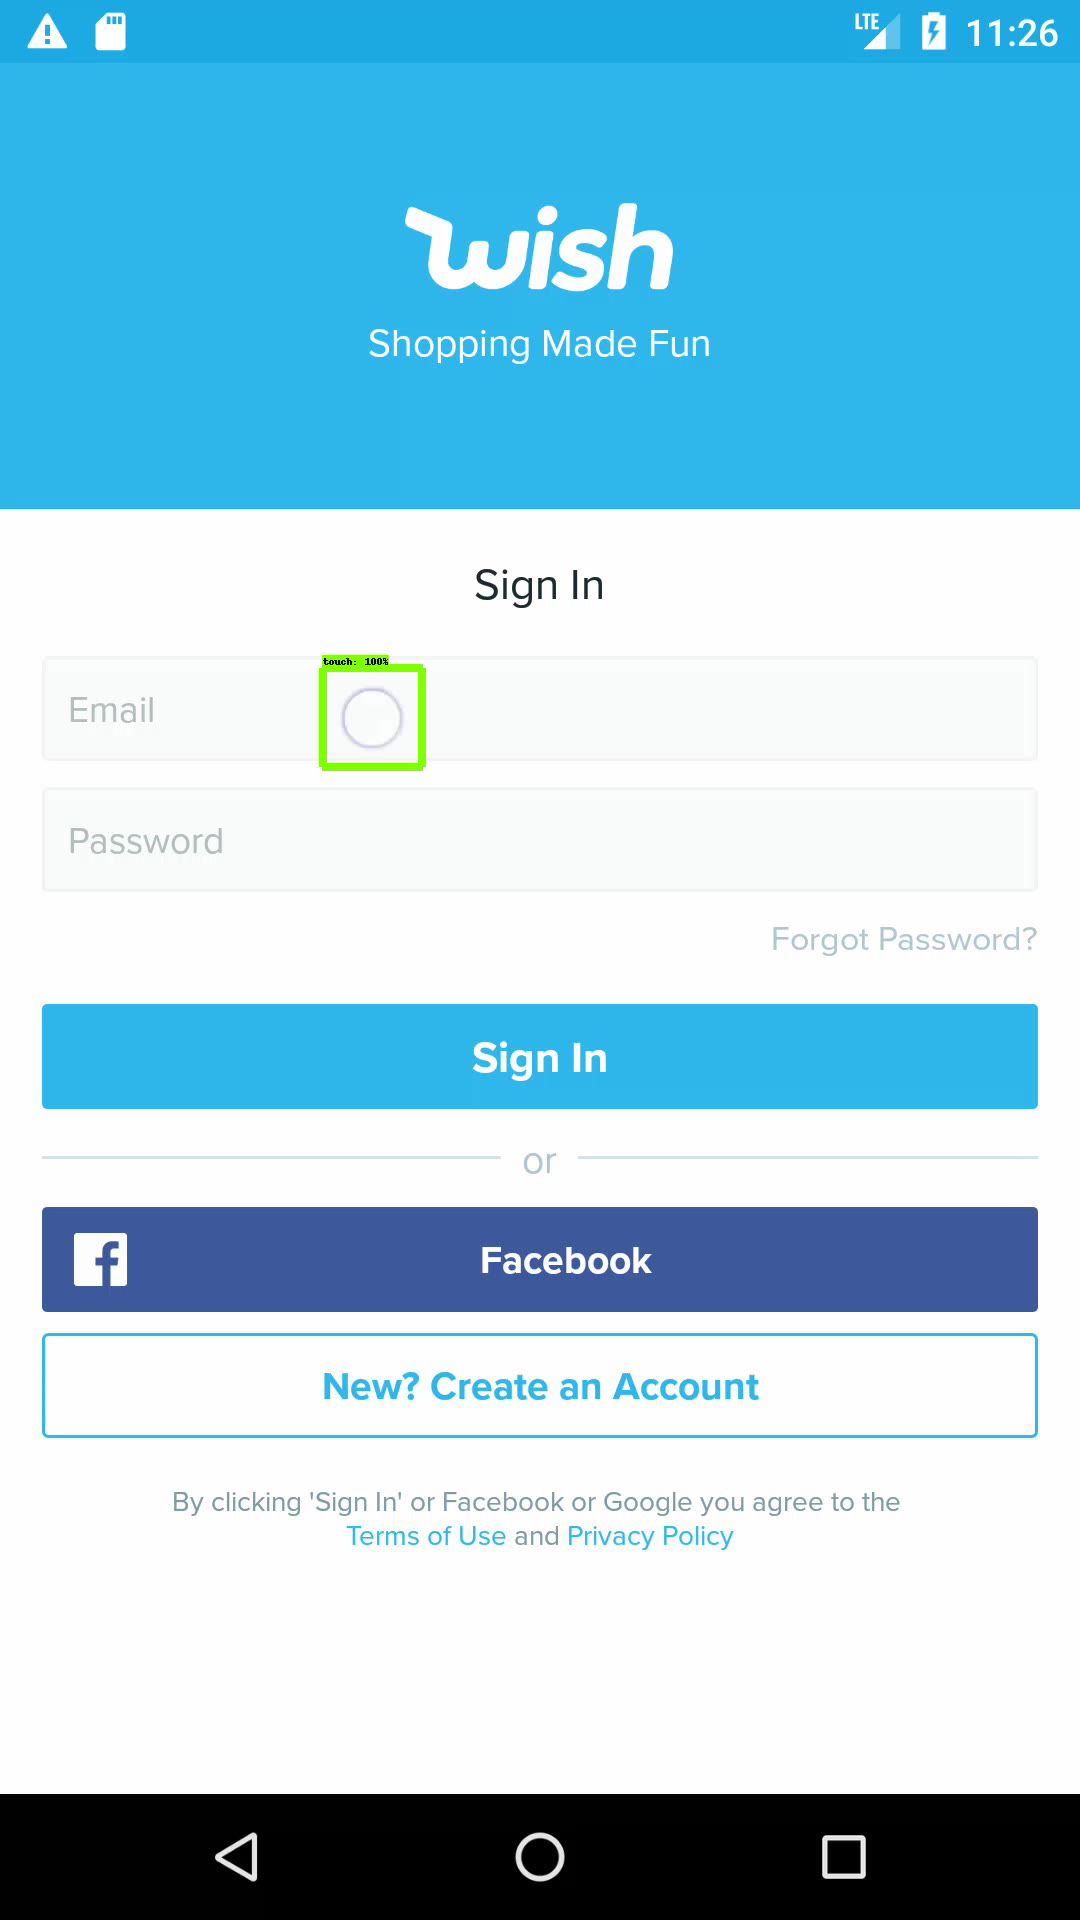 LTE 11:26
wish
Shopping Made Fun
Sign In
touch: 100%
Email
Password
Forgot Password?
Sign In
or
Facebook
New? Create an Account
By clicking 'Sign In' or Facebook or Google you agree to the
Terms of Use and Privacy Policy